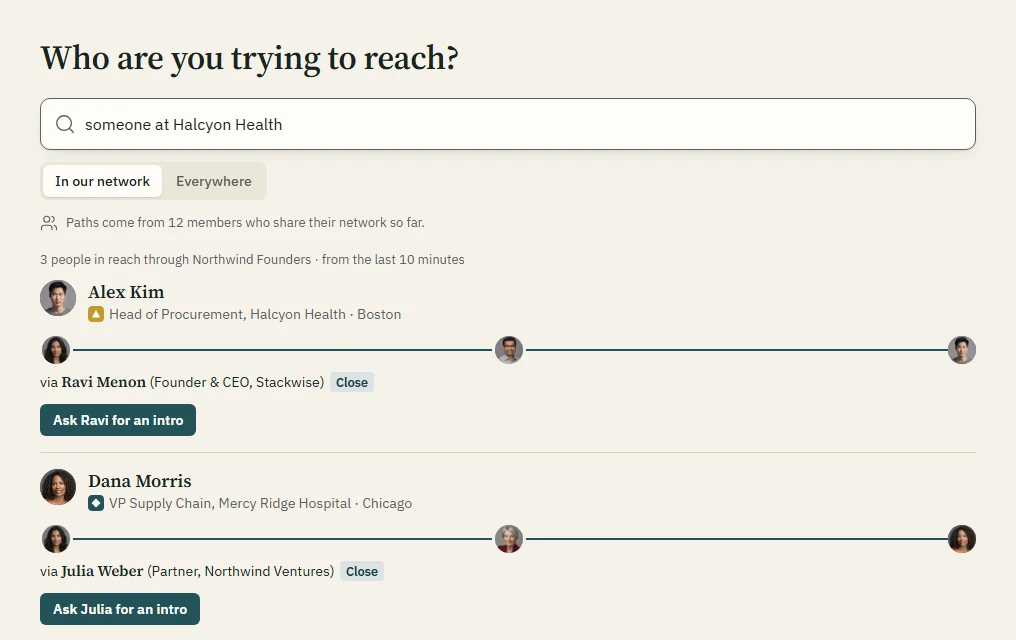 Who are you trying to reach?
someone at Halcyon Health
In our network
Everywhere
Paths come from 12 members who share their network so far.
3 people in reach through Northwind Founders · from the last 10 minutes
Alex Kim
Head of Procurement, Halcyon Health · Boston
via Ravi Menon (Founder & CEO, Stackwise) Close
Ask Ravi for an intro
Dana Morris
VP Supply Chain, Mercy Ridge Hospital · Chicago
via Julia Weber (Partner, Northwind Ventures) Close
Ask Julia for an intro